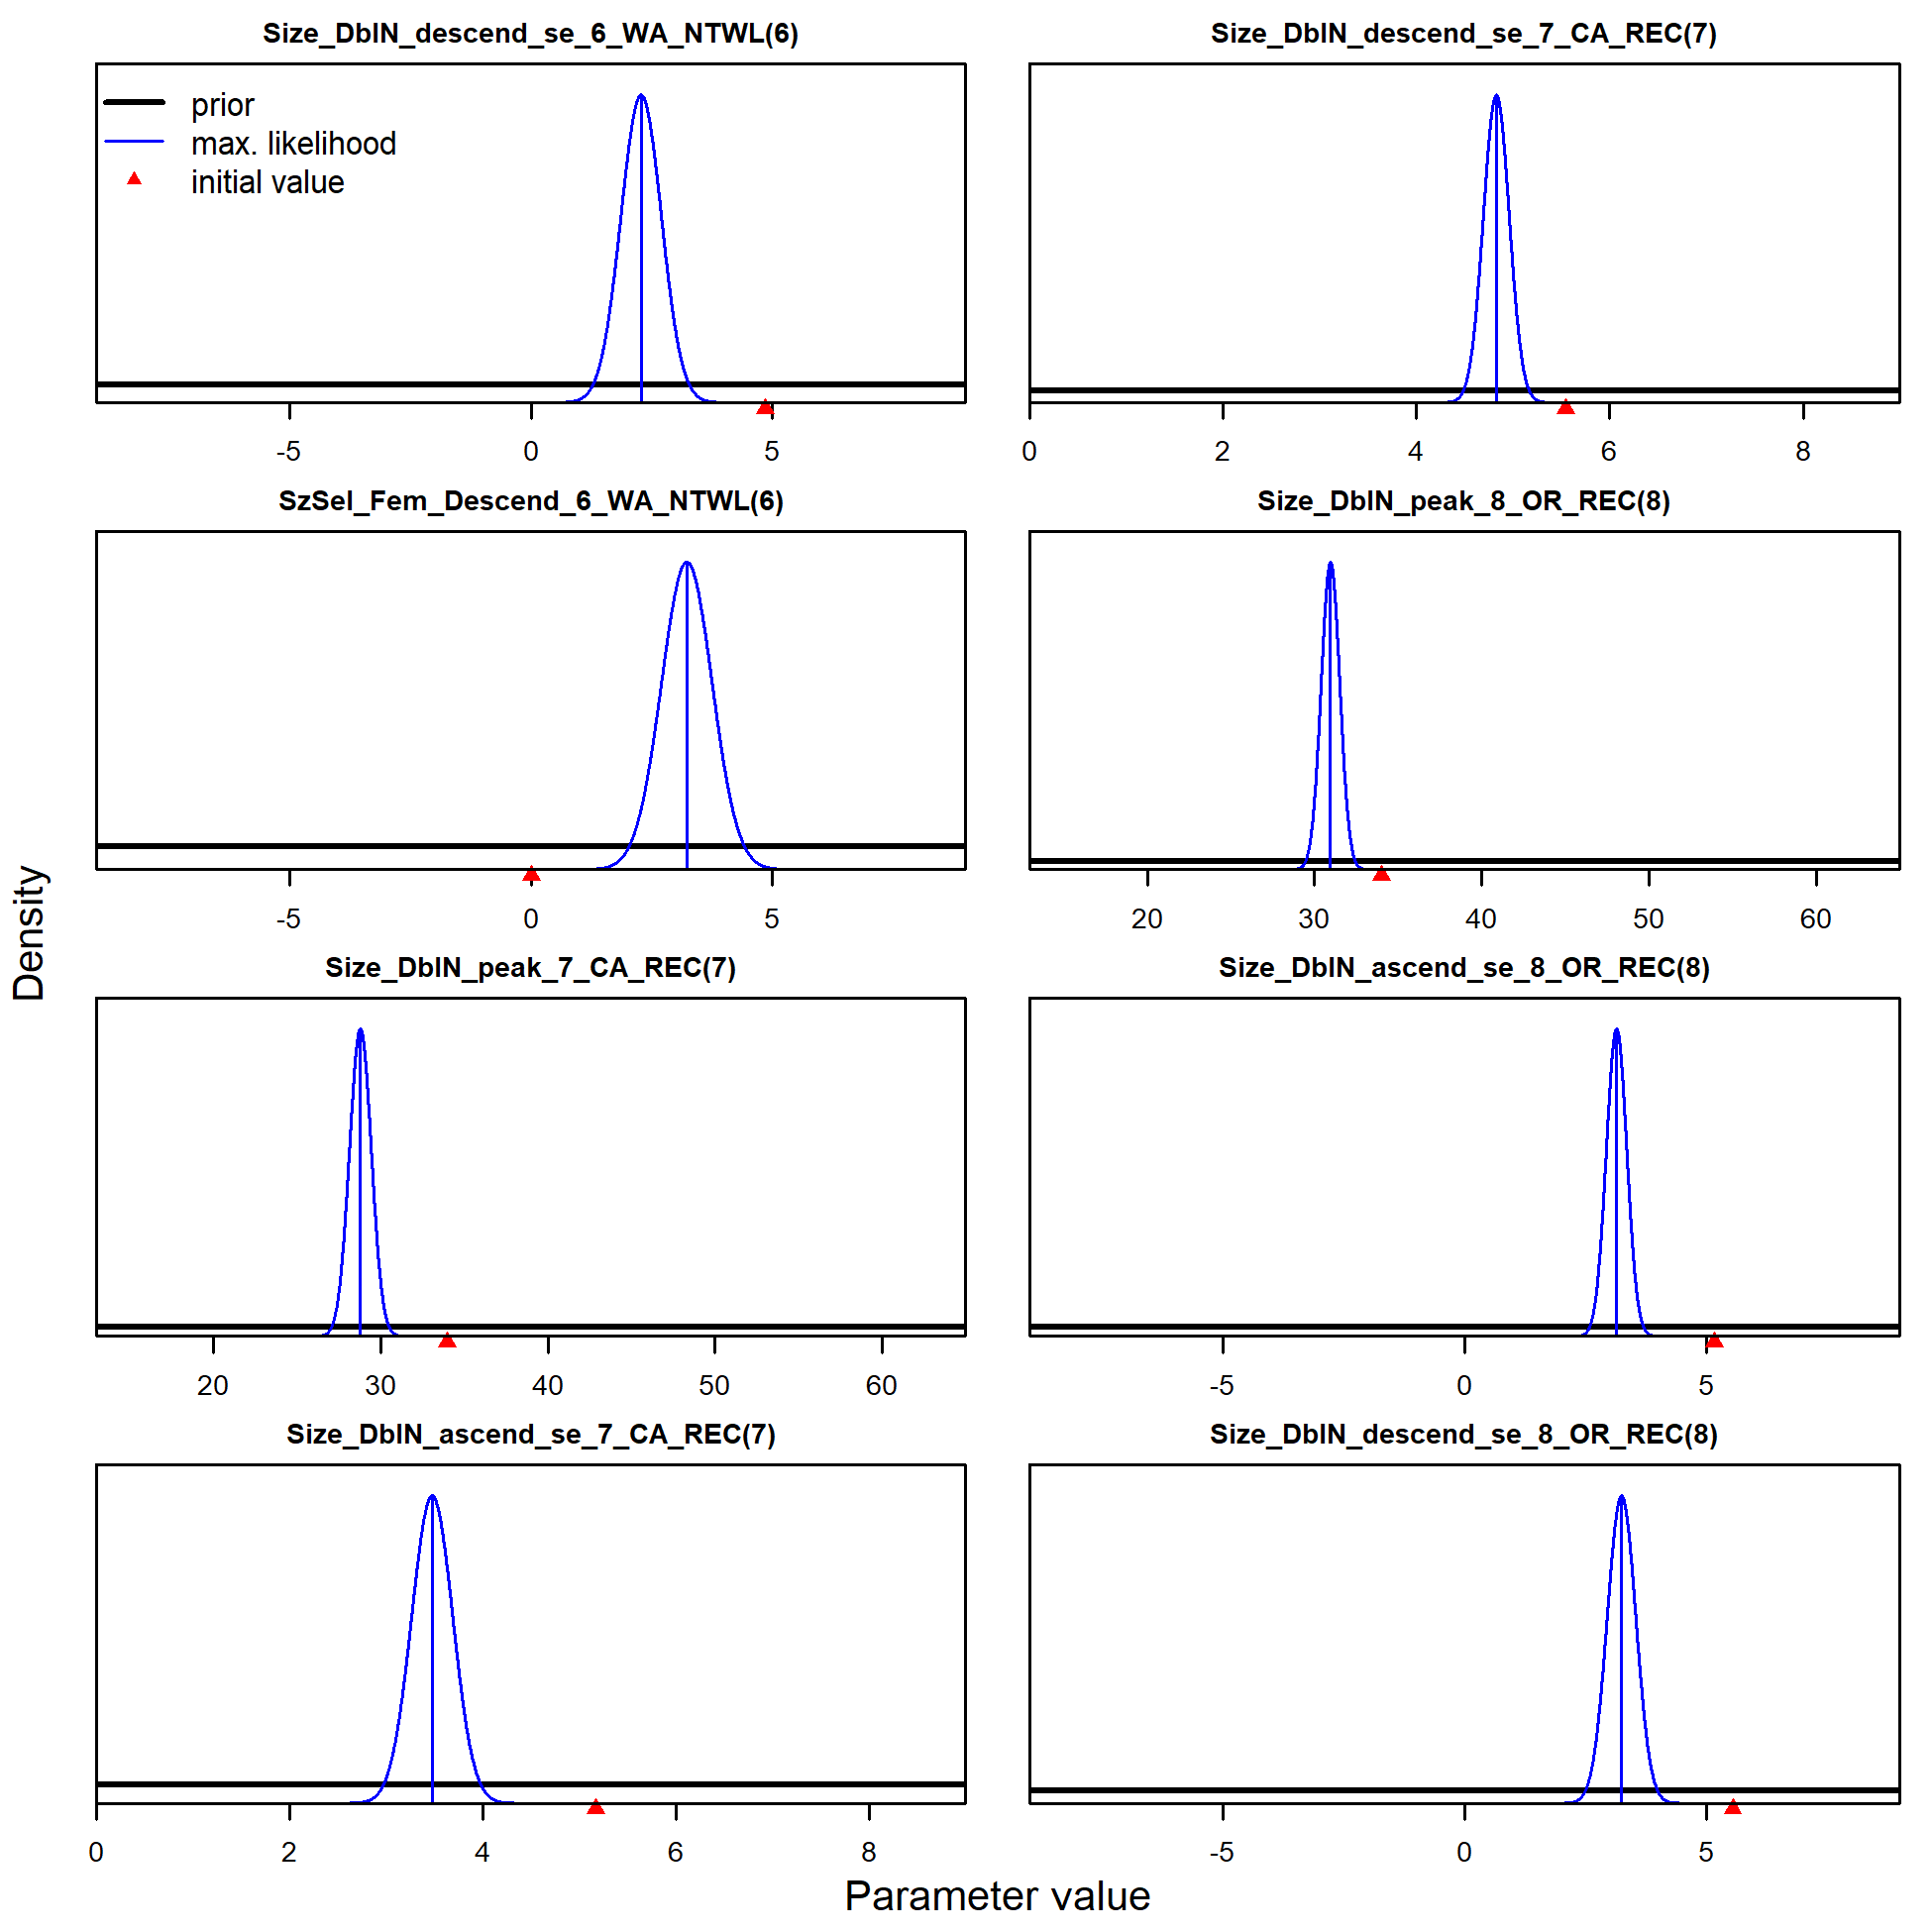 Size_DblN_descend_se_6_WA_NTWL(6)
prior
max. likelihood
initial value
-5 0 5
Size_DblN_descend_se_7_CA_REC(7)
0 2 4 6 8
SzSel_Fem_Descend_6_WA_NTWL(6)
-5 0 5
Size_DblN_peak_8_OR_REC(8)
20 30 40 50 60
Size_DblN_peak_7_CA_REC(7)
20 30 40 50 60
Size_DblN_ascend_se_8_OR_REC(8)
-5 0 5
Size_DblN_ascend_se_7_CA_REC(7)
0 2 4 6 8
Size_DblN_descend_se_8_OR_REC(8)
-5 0 5
Density
Parameter value